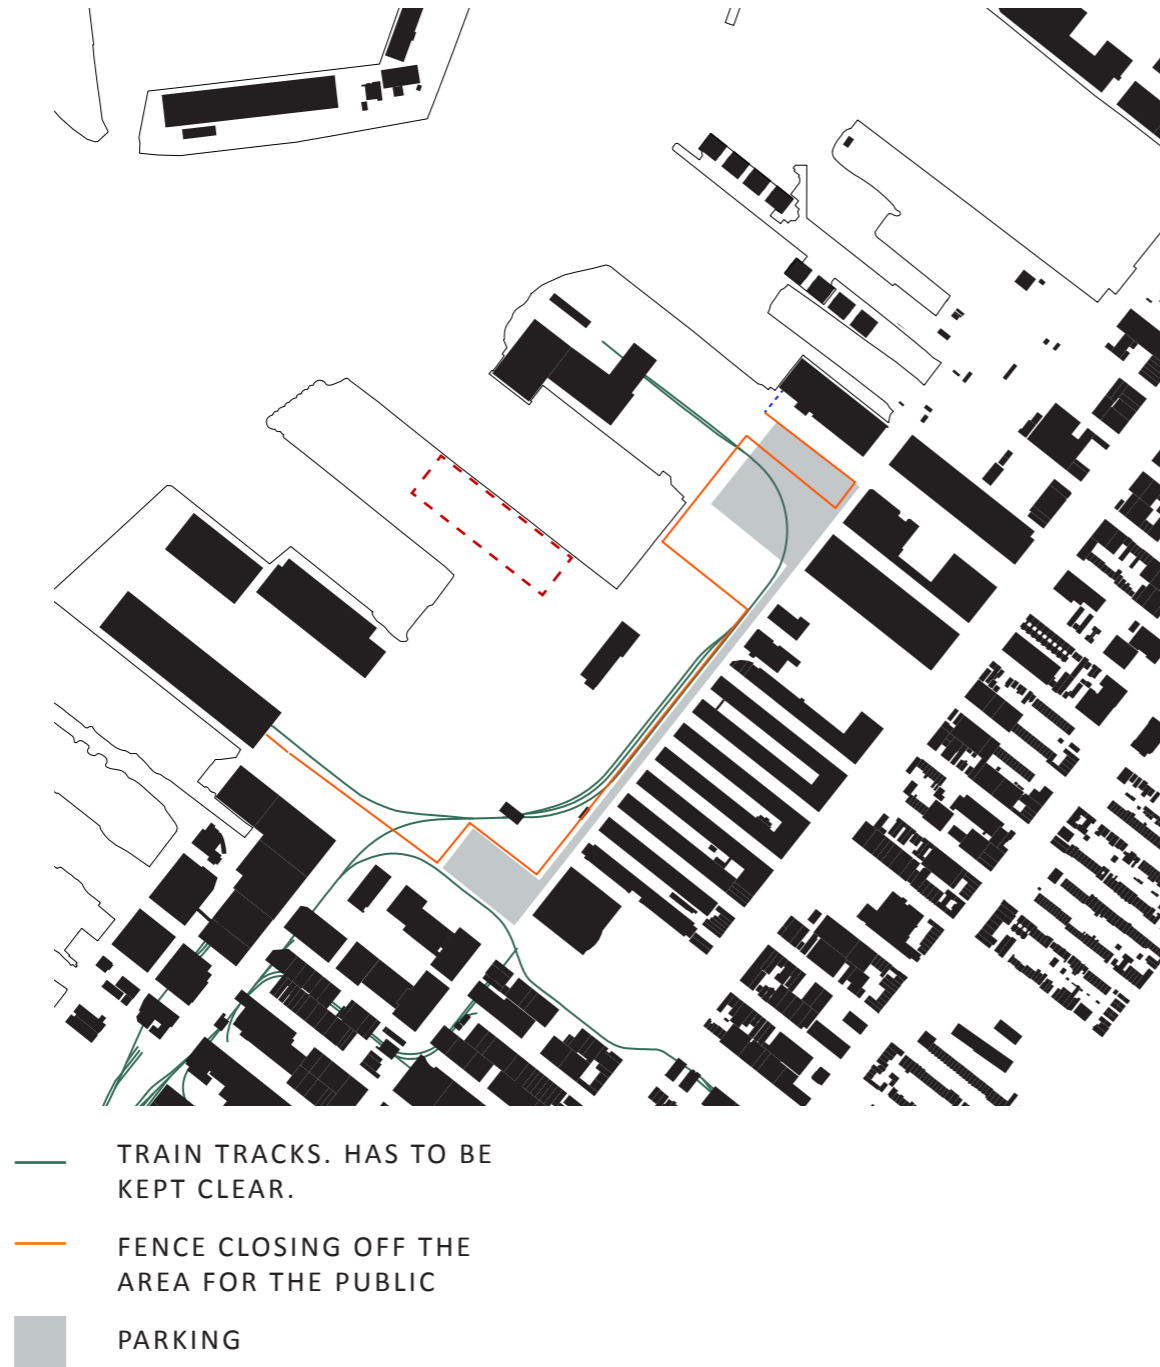 TRAIN TRACKS. HAS TO BE
KEPT CLEAR.
FENCE CLOSING OFF THE
AREA FOR THE PUBLIC
PARKING